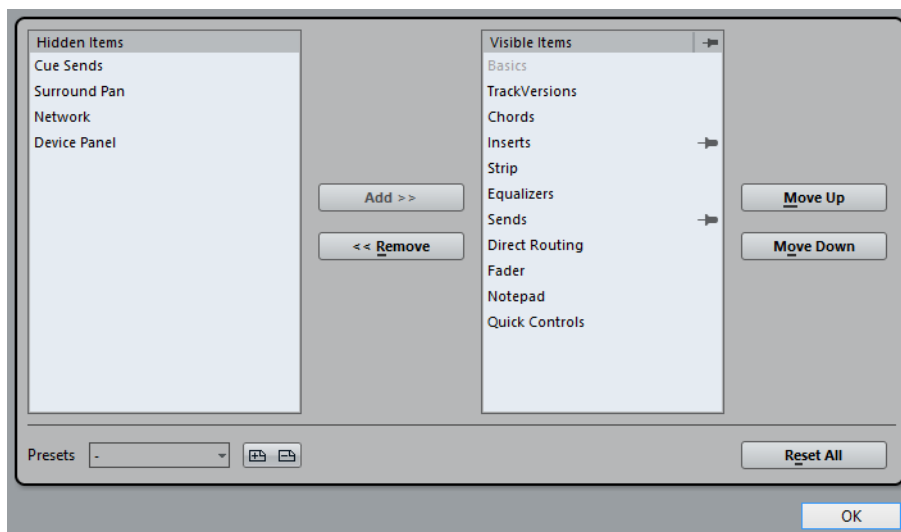 Hidden Items
Cue Sends
Surround Pan
Network
Device Panel
Add >>
<< Remove
Visible Items
Basics
TrackVersions
Chords
Inserts
Strip
Equalizers
Sends
Direct Routing
Fader
Notepad
Quick Controls
Move Up
Move Down
Presets
-
Reset All
OK